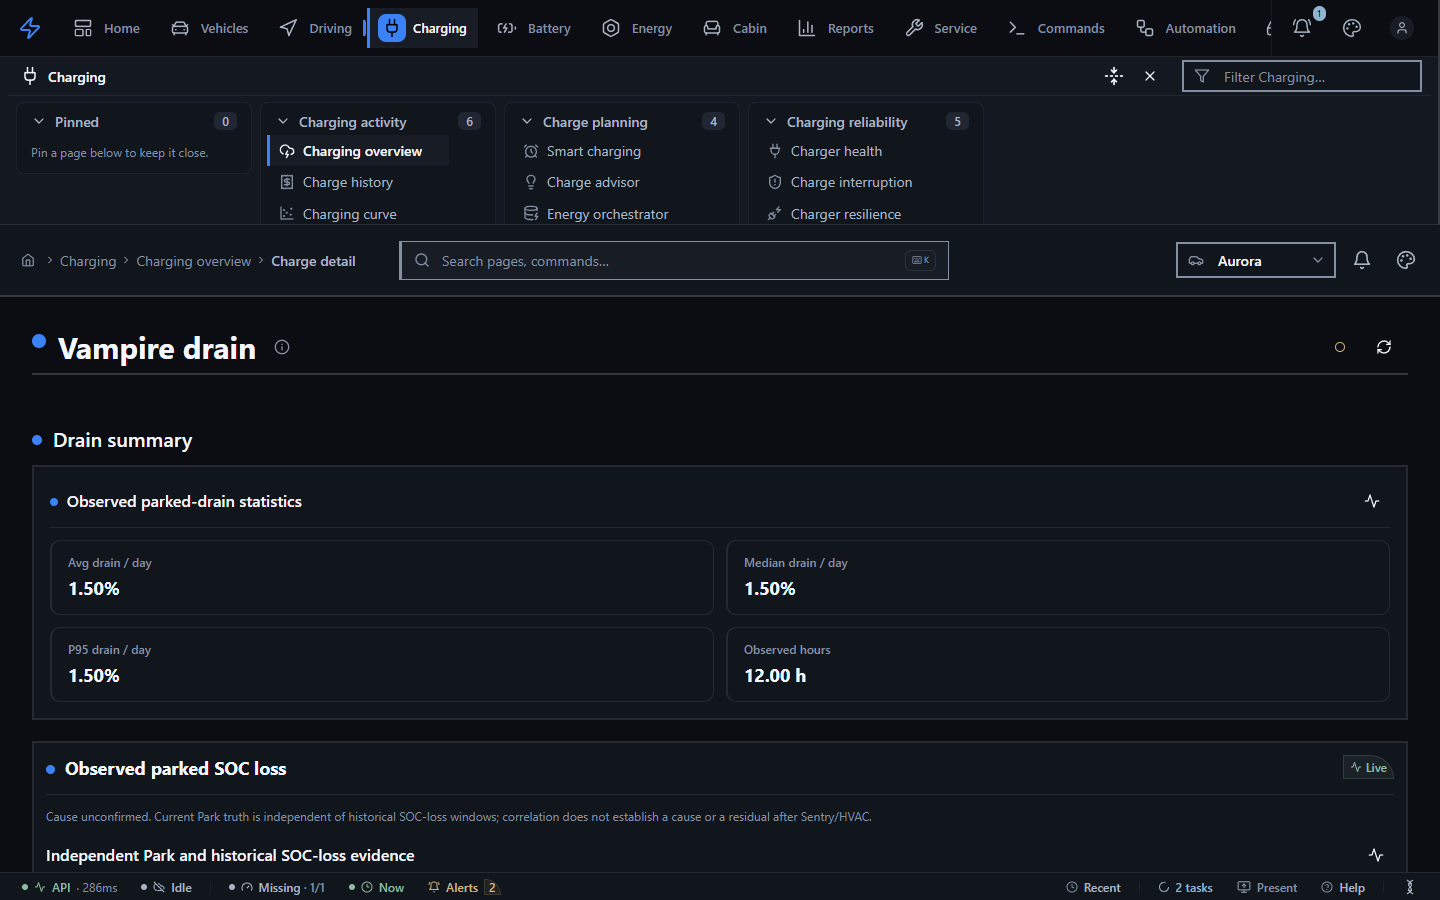 Home
Vehicles
Driving
Charging
Battery
Energy
Cabin
Reports
Service
Commands
Automation
1
Charging
Filter Charging...
Pinned 0
Pin a page below to keep it close.
Charging activity 6
Charging overview
Charge history
Charging curve
Charge planning 4
Smart charging
Charge advisor
Energy orchestrator
Charging reliability 5
Charger health
Charge interruption
Charger resilience
Charging > Charging overview > Charge detail
Search pages, commands...
K
Aurora
Vampire drain
Drain summary
Observed parked-drain statistics
Avg drain / day
1.50%
Median drain / day
1.50%
P95 drain / day
1.50%
Observed hours
12.00 h
Observed parked SOC loss
Live
Cause unconfirmed. Current Park truth is independent of historical SOC-loss windows; correlation does not establish a cause or a residual after Sentry/HVAC.
Independent Park and historical SOC-loss evidence
API · 286ms
Idle
Missing · 1/1
Now
Alerts 2
Recent
2 tasks
Present
Help